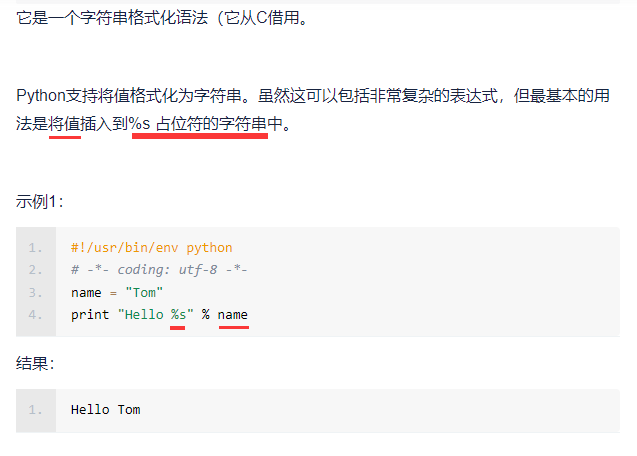 它是一个字符串格式化语法（它从C借用。
Python支持将值格式化为字符串。虽然这可以包括非常复杂的表达式，但最基本的用
法是将值插入到%s 占位符的字符串中。
示例1：
1. #!/usr/bin/env python
2. # -*- coding: utf-8 -*-
3. name = "Tom"
4. print "Hello %s" % name
结果：
1. Hello Tom